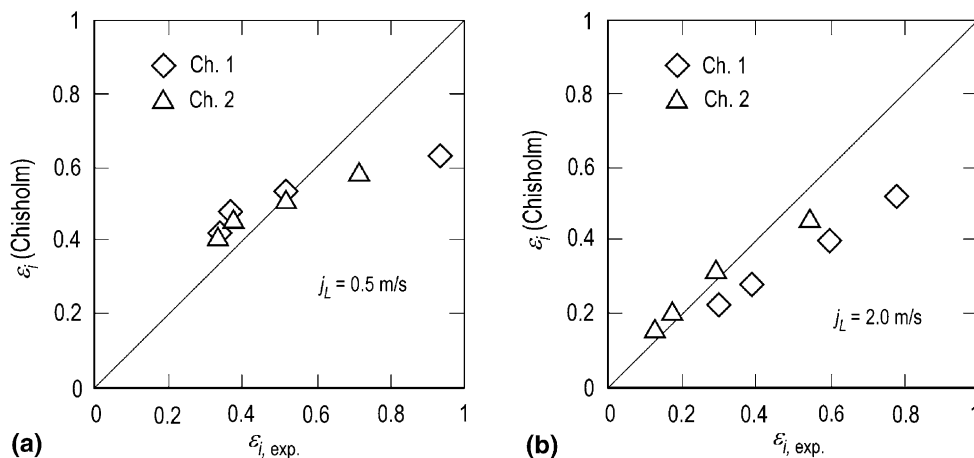 1
0.8
0.6
0.4
0.2
0
0
0.2
0.4
0.6
0.8
1
εi (Chisholm)
Ch. 1
Ch. 2
jL = 0.5 m/s
εi, exp.
(a)
1
0.8
0.6
0.4
0.2
0
0
0.2
0.4
0.6
0.8
1
εi (Chisholm)
Ch. 1
Ch. 2
jL = 2.0 m/s
εi, exp.
(b)